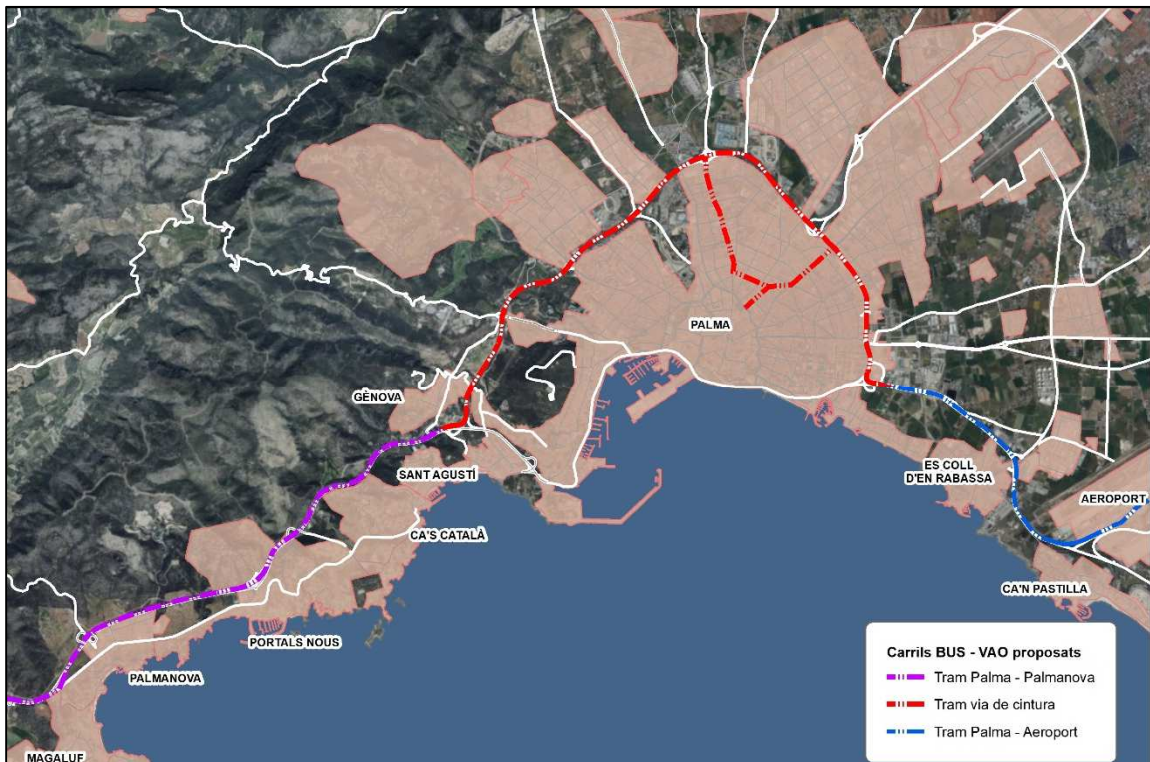 PALMA
GÈNOVA
SANT AGUSTÍ
ES COLL
D'EN RABASSA
AEROPORT
CA'S CATALÀ
CA'N PASTILLA
PORTALS NOUS
PALMANOVA
MAGALUF
Carrils BUS - VAO proposats
Tram Palma - Palmanova
Tram via de cintura
Tram Palma - Aeroport